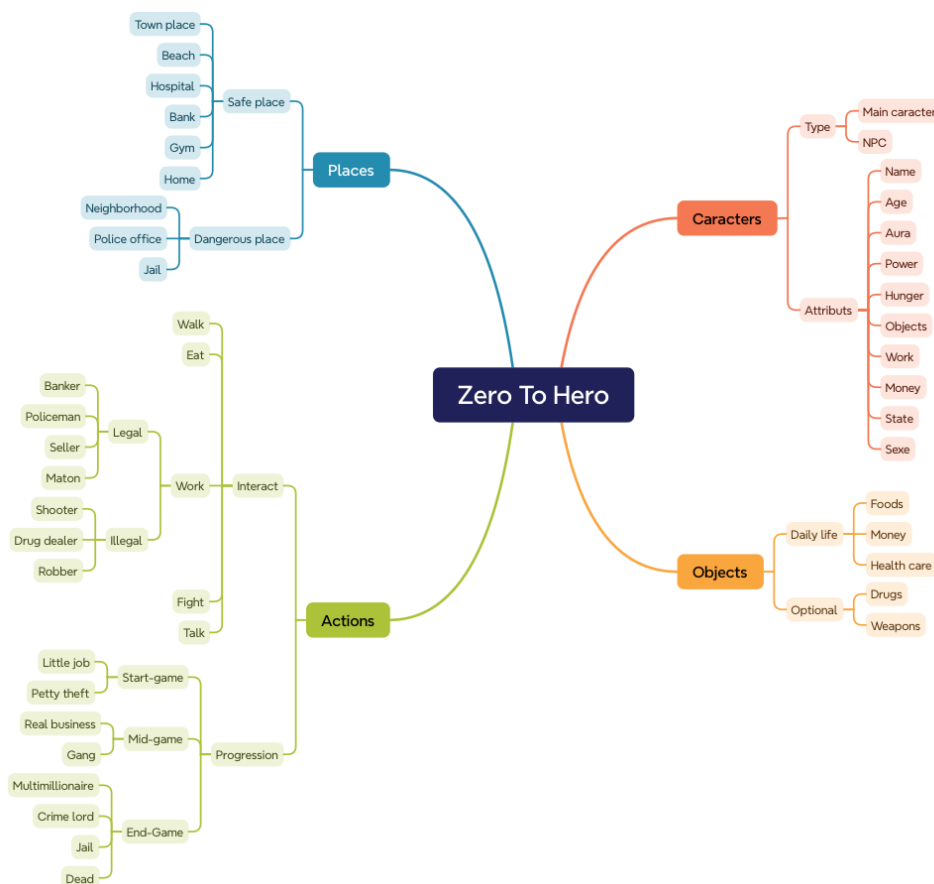 Zero To Hero
Places
Safe place
Town place
Beach
Hospital
Bank
Gym
Home
Dangerous place
Neighborhood
Police office
Jail
Caracters
Type
Main caracter
NPC
Attributs
Name
Age
Aura
Power
Hunger
Objects
Work
Money
State
Sexe
Objects
Daily life
Foods
Money
Health care
Optional
Drugs
Weapons
Actions
Interact
Walk
Eat
Work
Legal
Banker
Policeman
Seller
Maton
Illegal
Shooter
Drug dealer
Robber
Fight
Talk
Progression
Start-game
Little job
Petty theft
Mid-game
Real business
Gang
End-Game
Multimillionaire
Crime lord
Jail
Dead